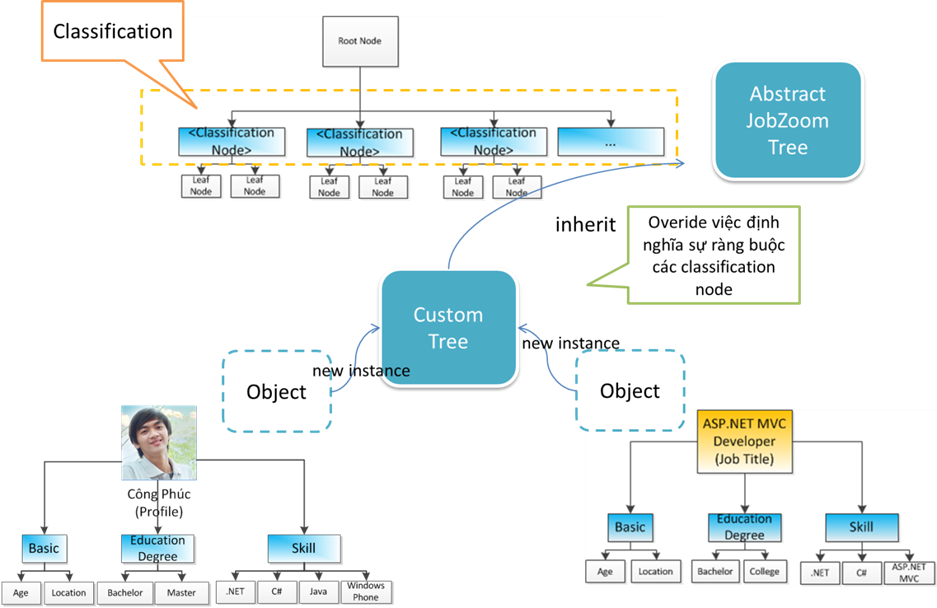 Classification
Root Node
Abstract
JobZoom
Tree
<Classification
Node>
<Classification
Node>
<Classification
Node>
...
Leaf
Node
Leaf
Node
Leaf
Node
Leaf
Node
Leaf
Node
Leaf
Node
inherit
Overide việc định
nghĩa sự ràng buộc
các classification
node
Custom
Tree
new instance
new instance
Object
Object
Công Phúc
(Profile)
Basic
Education
Degree
Skill
Age
Location
Bachelor
Master
.NET
C#
Java
Windows
Phone
ASP.NET MVC
Developer
(Job Title)
Basic
Education
Degree
Skill
Age
Location
Bachelor
College
.NET
C#
ASP.NET
MVC